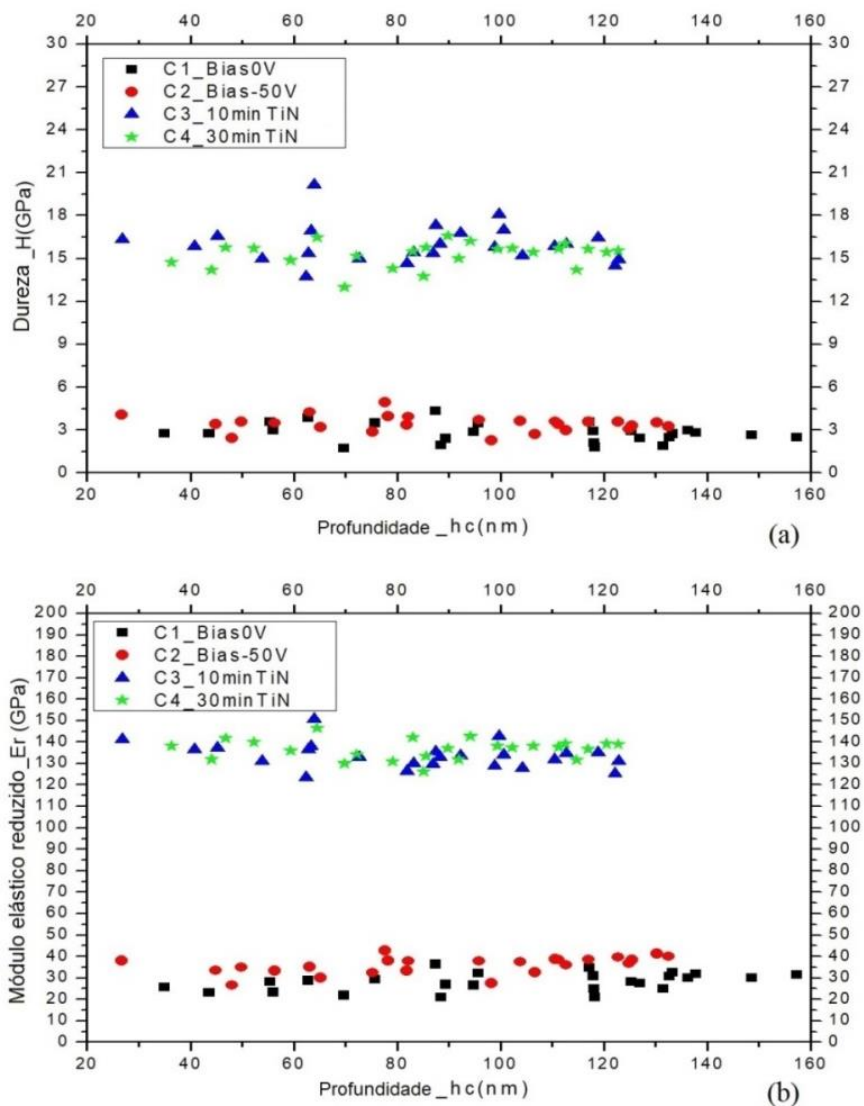 20 40 60 80 100 120 140 160
30 30
27 27
24 24
21 21
18 18
15 15
12 12
9 9
6 6
3 3
0 0
C1_Bias0V
C2_Bias-50V
C3_10min TiN
C4_30min TiN
Dureza _H(GPa)
20 40 60 80 100 120 140 160
Profundidade _hc(nm)
(a)
20 40 60 80 100 120 140 160
200 200
190 190
180 180
170 170
160 160
150 150
140 140
130 130
120 120
110 110
100 100
90 90
80 80
70 70
60 60
50 50
40 40
30 30
20 20
10 10
0 0
C1_Bias0V
C2_Bias-50V
C3_10min TiN
C4_30min TiN
Módulo elástico reduzido_Er (GPa)
20 40 60 80 100 120 140 160
Profundidade _hc(nm)
(b)